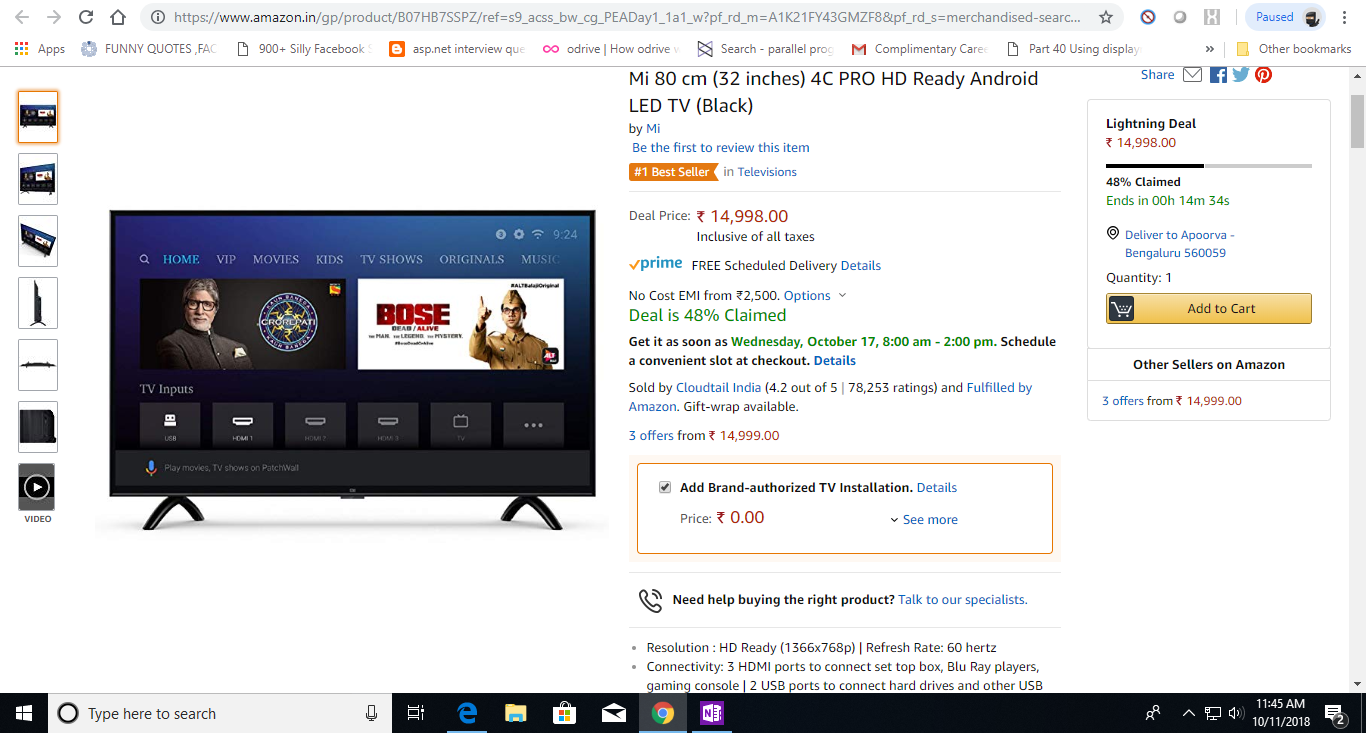 https://www.amazon.in/gp/product/B07HB7SSPZ/ref=s9_acss_bw_cg_PEADay1_1a1_w?pf_rd_m=A1K21FY43GMZF8&pf_rd_s=merchandised-searc...
Paused
Apps
FUNNY QUOTES ,FAC
900+ Silly Facebook S
asp.net interview que
odrive | How odrive w
Search - parallel prog
Complimentary Caree
Part 40 Using display
»
Other bookmarks
Mi 80 cm (32 inches) 4C PRO HD Ready Android
LED TV (Black)
by Mi
Be the first to review this item
#1 Best Seller in Televisions
Deal Price: ₹ 14,998.00
Inclusive of all taxes
prime FREE Scheduled Delivery Details
No Cost EMI from ₹2,500. Options
Deal is 48% Claimed
Get it as soon as Wednesday, October 17, 8:00 am - 2:00 pm. Schedule
a convenient slot at checkout. Details
Sold by Cloudtail India (4.2 out of 5 | 78,253 ratings) and Fulfilled by
Amazon. Gift-wrap available.
3 offers from ₹ 14,999.00
Add Brand-authorized TV Installation. Details
Price: ₹ 0.00
See more
Need help buying the right product? Talk to our specialists.
Resolution : HD Ready (1366x768p) | Refresh Rate: 60 hertz
Connectivity: 3 HDMI ports to connect set top box, Blu Ray players,
gaming console | 2 USB ports to connect hard drives and other USB
Share
Lightning Deal
₹ 14,998.00
48% Claimed
Ends in 00h 14m 34s
Deliver to Apoorva -
Bengaluru 560059
Quantity: 1
Add to Cart
Other Sellers on Amazon
3 offers from ₹ 14,999.00
VIDEO
9:24
HOME VIP MOVIES KIDS TV SHOWS ORIGINALS MUSIC
KAUN BANEGA
CROREPATI
#ALTBalajiOriginal
BOSE
DEAD / ALIVE
THE MAN. THE LEGEND. THE MYSTERY.
#BoseDeadOrAlive
ALT
TV Inputs
USB
HDMI 1
HDMI 2
HDMI 3
TV
Play movies, TV shows on PatchWall
Type here to search
11:45 AM
10/11/2018
2